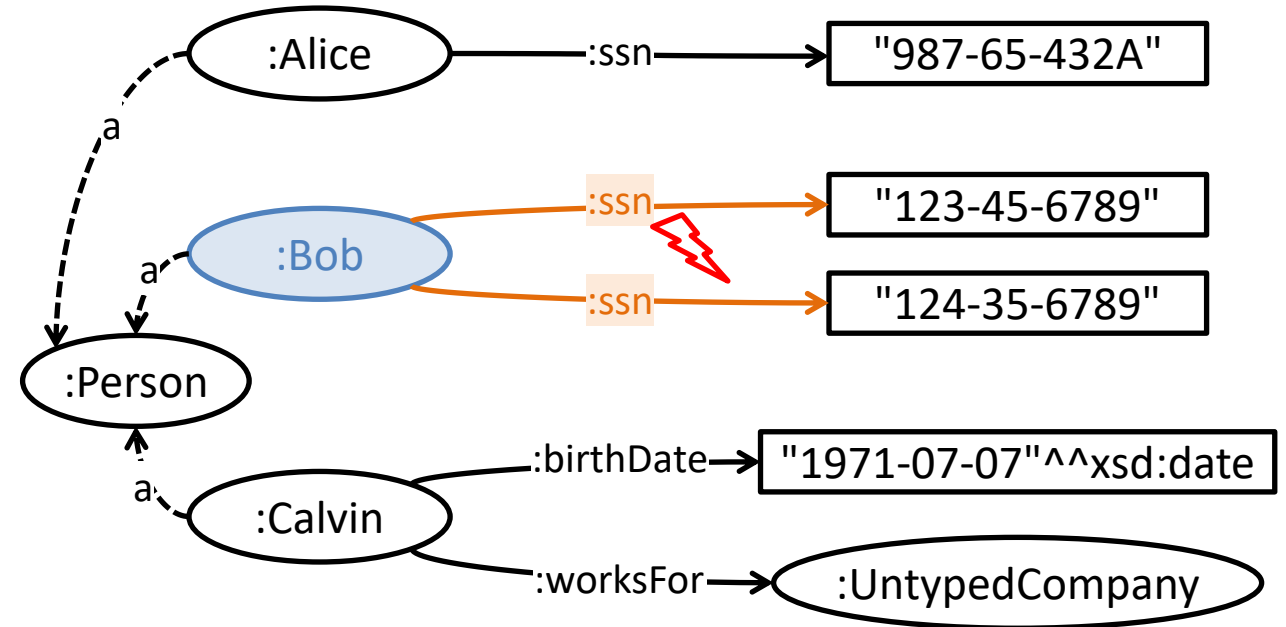 :Alice :ssn "987-65-432A"
a
:ssn "123-45-6789"
:Bob
a
:ssn "124-35-6789"
:Person
:birthDate "1971-07-07"^^xsd:date
a
:Calvin
:worksFor :UntypedCompany